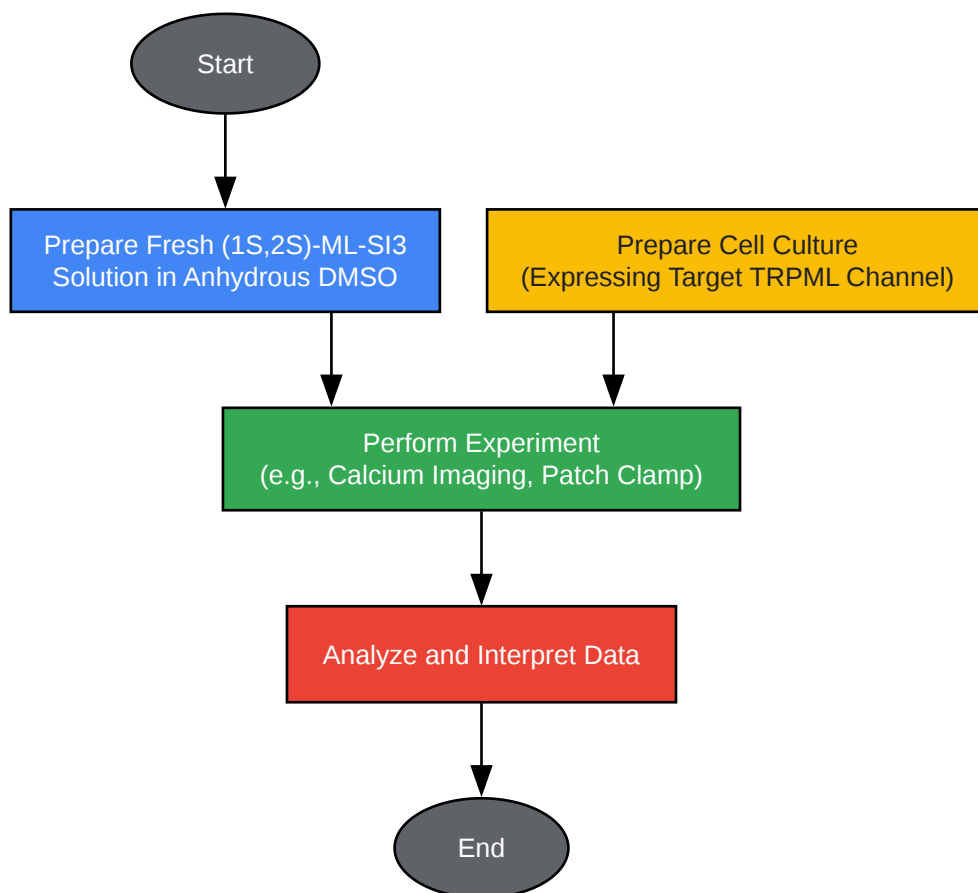 Start
Prepare Fresh (1S,2S)-ML-SI3
Solution in Anhydrous DMSO
Prepare Cell Culture
(Expressing Target TRPML Channel)
Perform Experiment
(e.g., Calcium Imaging, Patch Clamp)
Analyze and Interpret Data
End